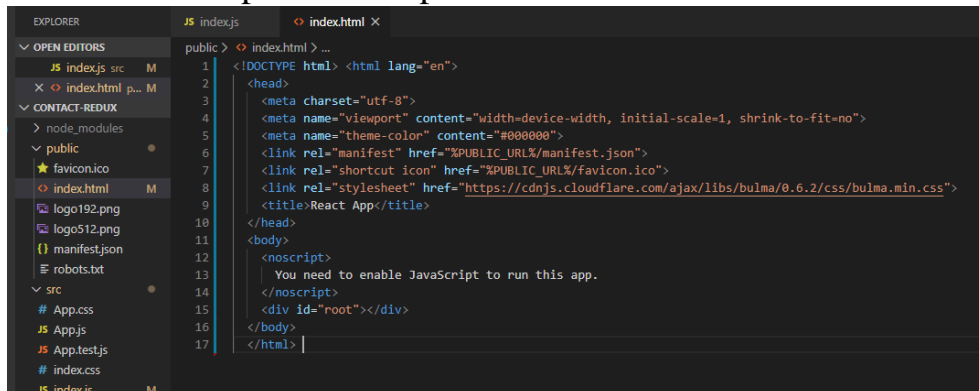 EXPLORER
OPEN EDITORS
JS index.js src M
<> index.html p... M
CONTACT-REDUX
node_modules
public
favicon.ico
<> index.html M
logo192.png
logo512.png
{} manifest.json
robots.txt
src
# App.css
JS App.js
JS App.test.js
# index.css
JS index.js M
JS index.js
<> index.html ×
public > <> index.html > ...
1 <!DOCTYPE html> <html lang="en">
2 <head>
3 <meta charset="utf-8">
4 <meta name="viewport" content="width=device-width, initial-scale=1, shrink-to-fit=no">
5 <meta name="theme-color" content="#000000">
6 <link rel="manifest" href="%PUBLIC_URL%/manifest.json">
7 <link rel="shortcut icon" href="%PUBLIC_URL%/favicon.ico">
8 <link rel="stylesheet" href="https://cdnjs.cloudflare.com/ajax/libs/bulma/0.6.2/css/bulma.min.css">
9 <title>React App</title>
10 </head>
11 <body>
12 <noscript>
13 You need to enable JavaScript to run this app.
14 </noscript>
15 <div id="root"></div>
16 </body>
17 </html>